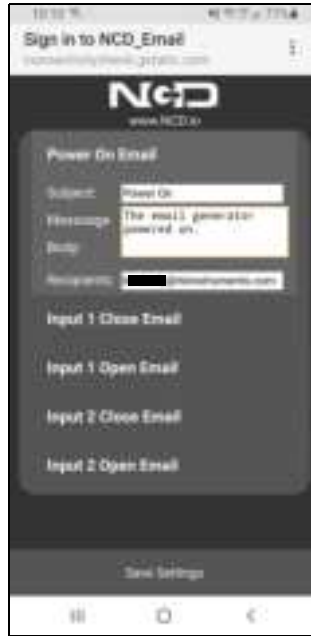 Sign in to NCD_Email
NCD
www.NCD.io
Power On Email
Subject: Power On
Message The email generator
Body: powered on.
Recipients:
Input 1 Close Email
Input 1 Open Email
Input 2 Close Email
Input 2 Open Email
Save Settings